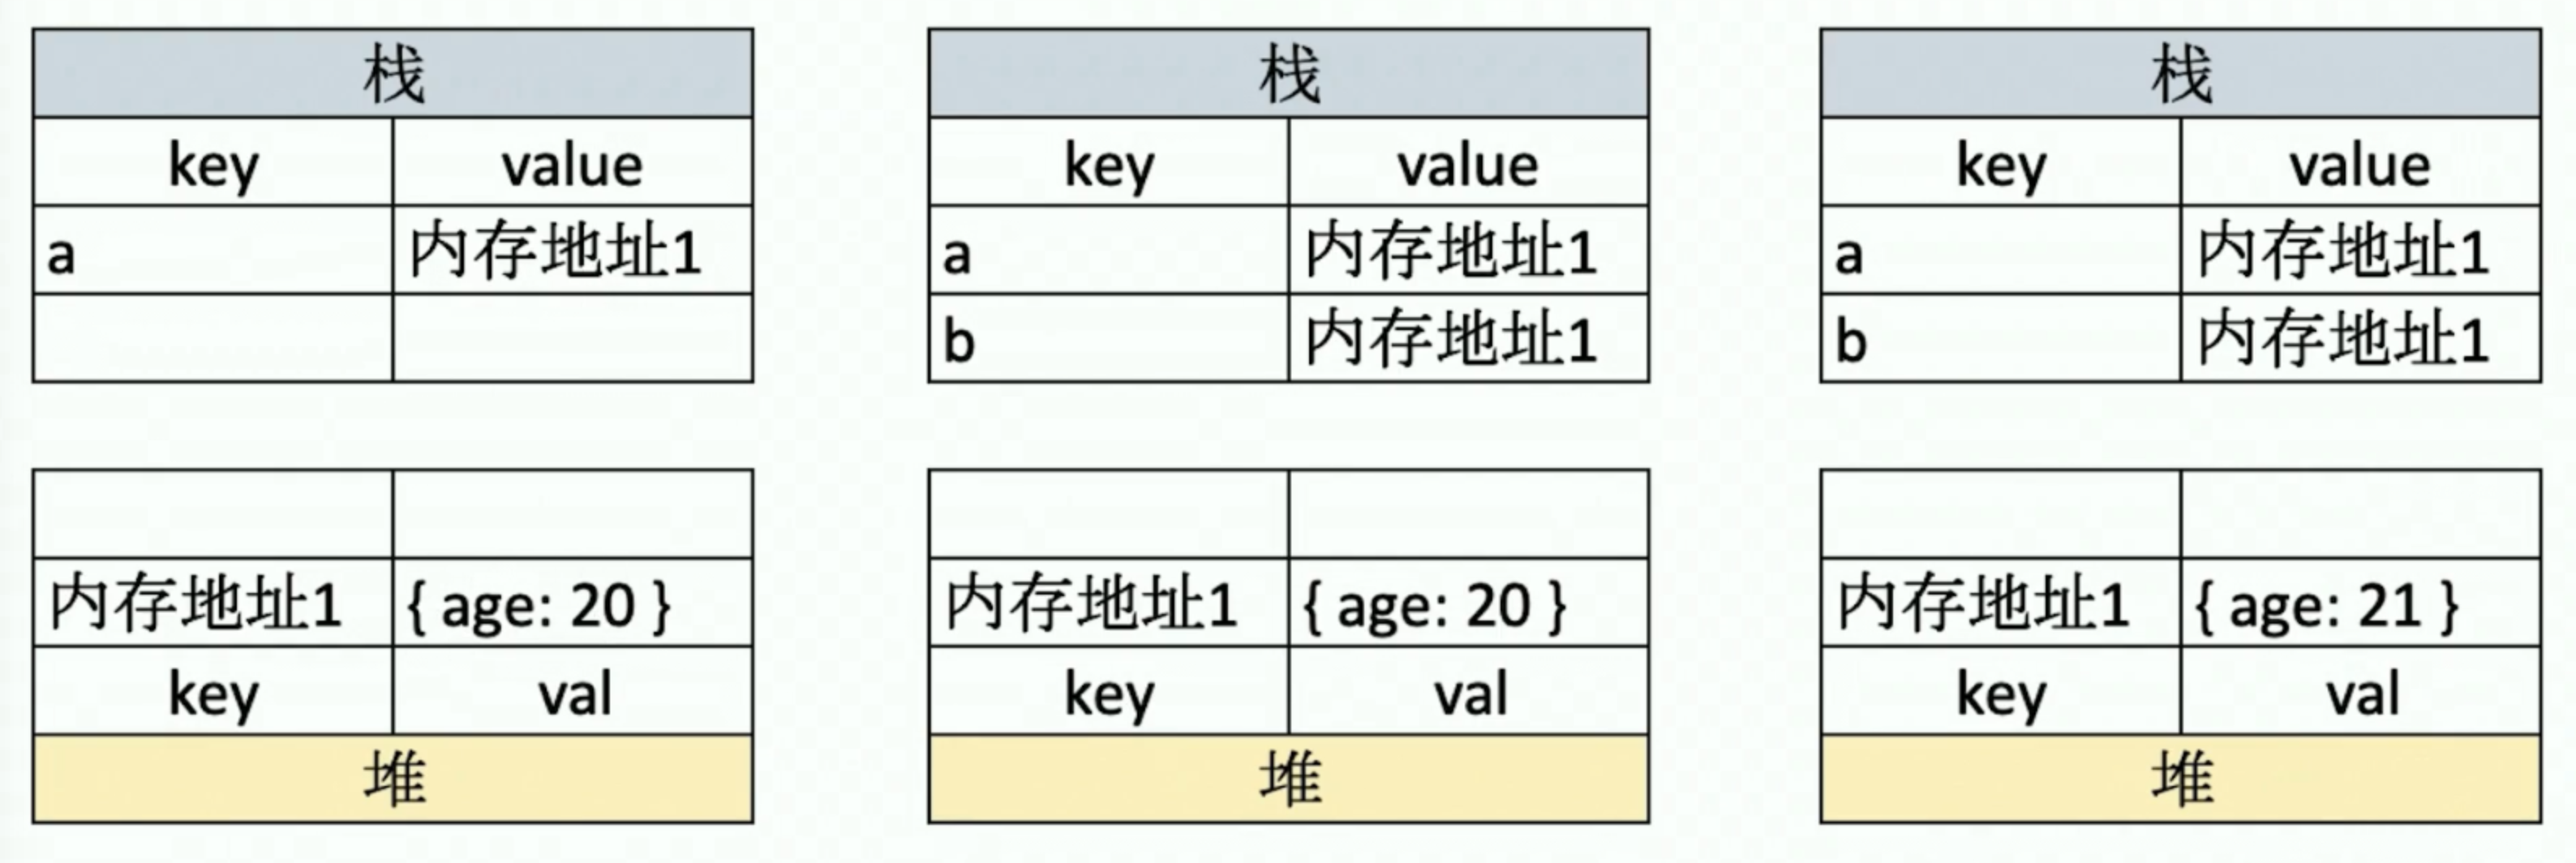 栈
key value
a 内存地址1
栈
key value
a 内存地址1
b 内存地址1
栈
key value
a 内存地址1
b 内存地址1
内存地址1 { age: 20 }
key val
堆
内存地址1 { age: 20 }
key val
堆
内存地址1 { age: 21 }
key val
堆